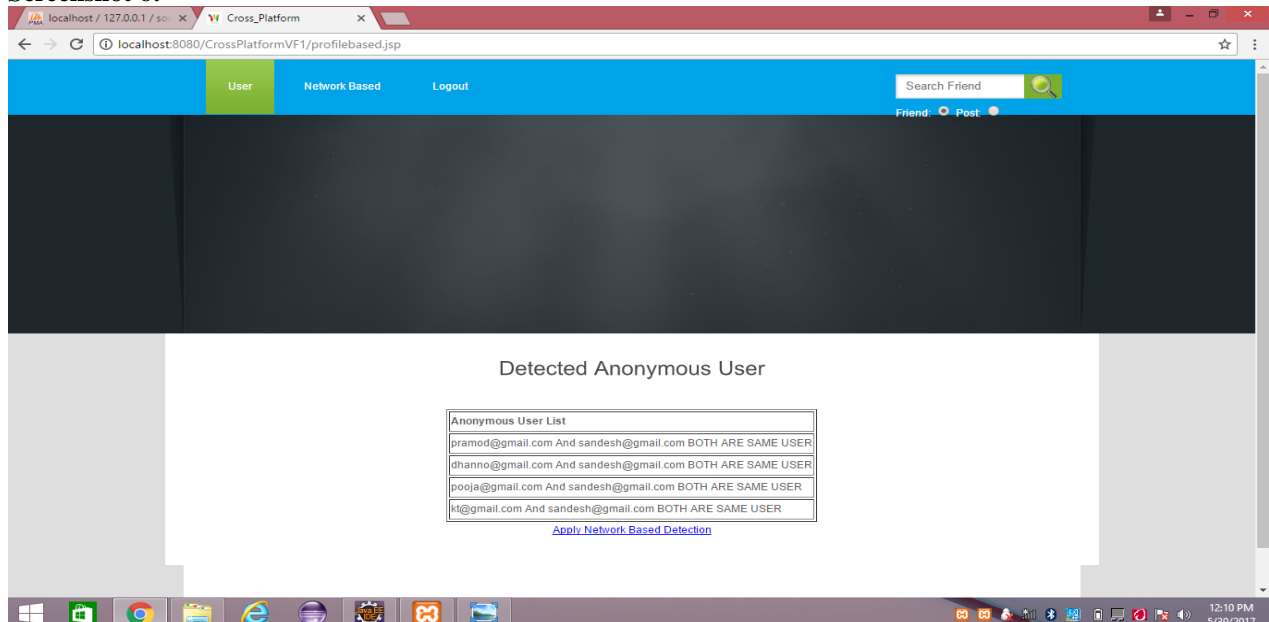 localhost / 127.0.0.1 / so
Cross_Platform
localhost:8080/CrossPlatformVF1/profilebased.jsp
User
Network Based
Logout
Search Friend
Friend:
Post:
Detected Anonymous User
Anonymous User List
pramod@gmail.com And sandesh@gmail.com BOTH ARE SAME USER
dhanno@gmail.com And sandesh@gmail.com BOTH ARE SAME USER
pooja@gmail.com And sandesh@gmail.com BOTH ARE SAME USER
kt@gmail.com And sandesh@gmail.com BOTH ARE SAME USER
Apply Network Based Detection
12:10 PM
5/30/2017